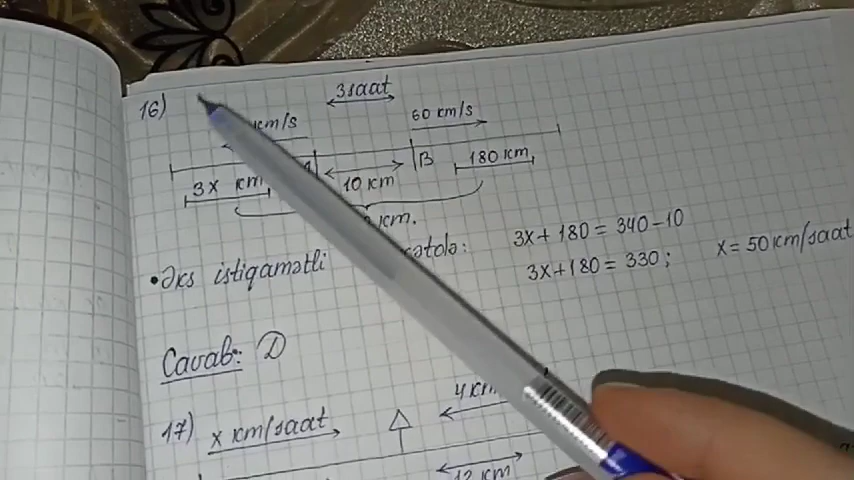 16)
3saat
km/s
60 km/s
B
3x km
10 km
180 km
km.
• Əks istiqamətli
3x + 180 = 340 - 10
3x + 180 = 330;
x = 50 km/saat
Cavab: D
17) x km/saat
12 km